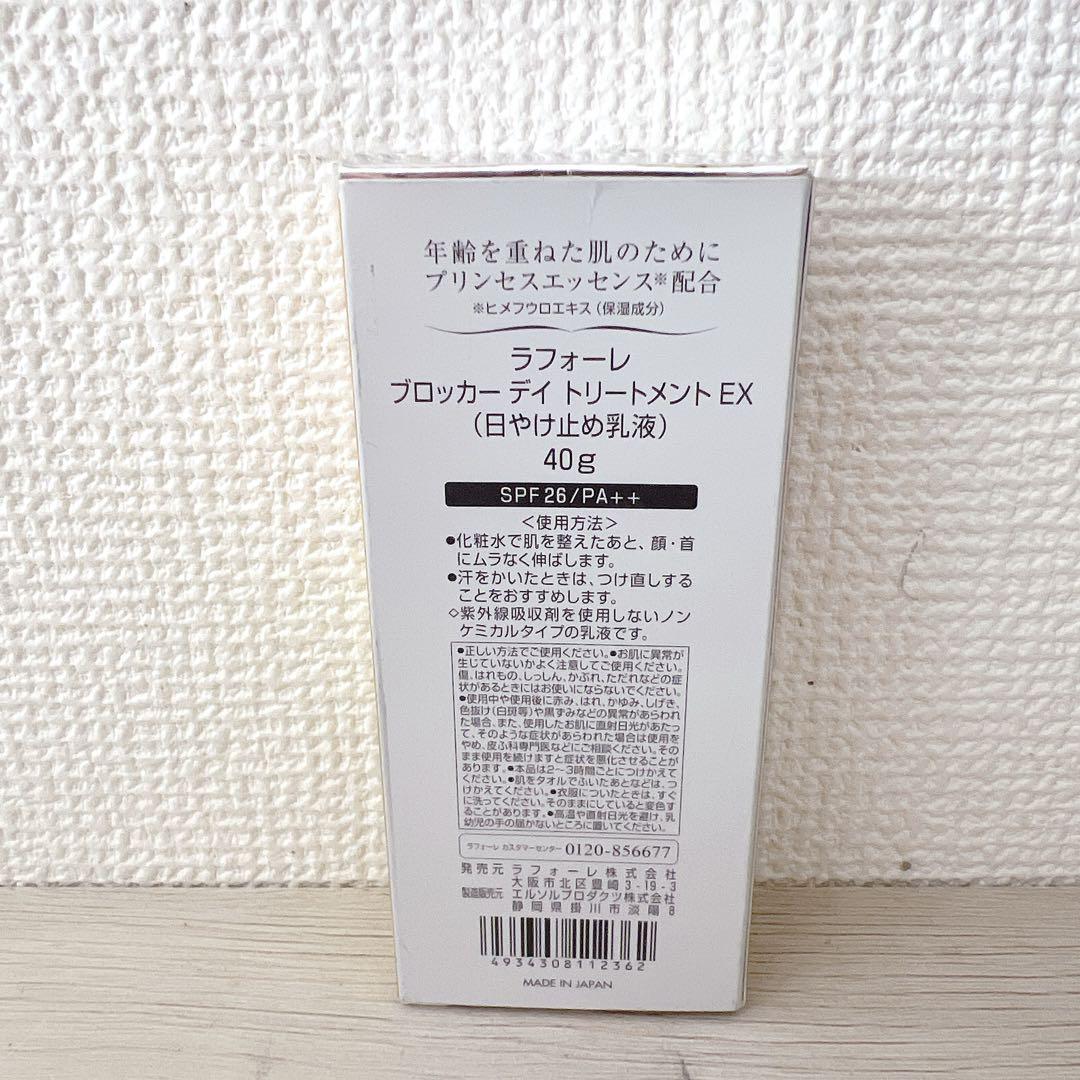 年齢を重ねた肌のために
プリンセスエッセンス※配合
※ヒメフウロエキス(保湿成分)
ラフォーレ
ブロッカー デイ トリートメント EX
(日やけ止め乳液)
40g
SPF26/PA++
<使用方法>
●化粧水で肌を整えたあと、顔・首
にムラなく伸ばします。
●汗をかいたときは、つけ直しする
ことをおすすめします。
◇紫外線吸収剤を使用しないノン
ケミカルタイプの乳液です。
●正しい方法でご使用ください。●お肌に異常が
生じていないかよく注意してご使用ください。
傷、はれもの、しっしん、かぶれ、ただれなどの症
状があるときにはお使いにならないでください。
●使用中や使用後に赤み、はれ、かゆみ、しげき、
色抜け(白斑等)や黒ずみなどの異常があらわれ
た場合、また、使用したお肌に直射日光があたっ
て、そのような症状があらわれた場合は使用を
やめ、皮ふ科専門医などにご相談ください。その
まま使用を続けますと症状を悪化させることが
あります。●本品は2〜3時間ごとにつけかえて
ください。●肌をタオルでふいたあとなどは、つ
けかえてください。●衣服についたときは、すぐ
に洗ってください。そのままにしていると変色す
ることがあります。●高温や直射日光を避け、乳
幼児の手の届かないところに置いてください。
ラフォーレ カスタマーセンター 0120-856677
発売元 ラフォーレ株式会社
大阪市北区豊崎3-19-3
製造販売元 エルソルプロダクツ株式会社
静岡県掛川市淡陽8
4934308112362
MADE IN JAPAN